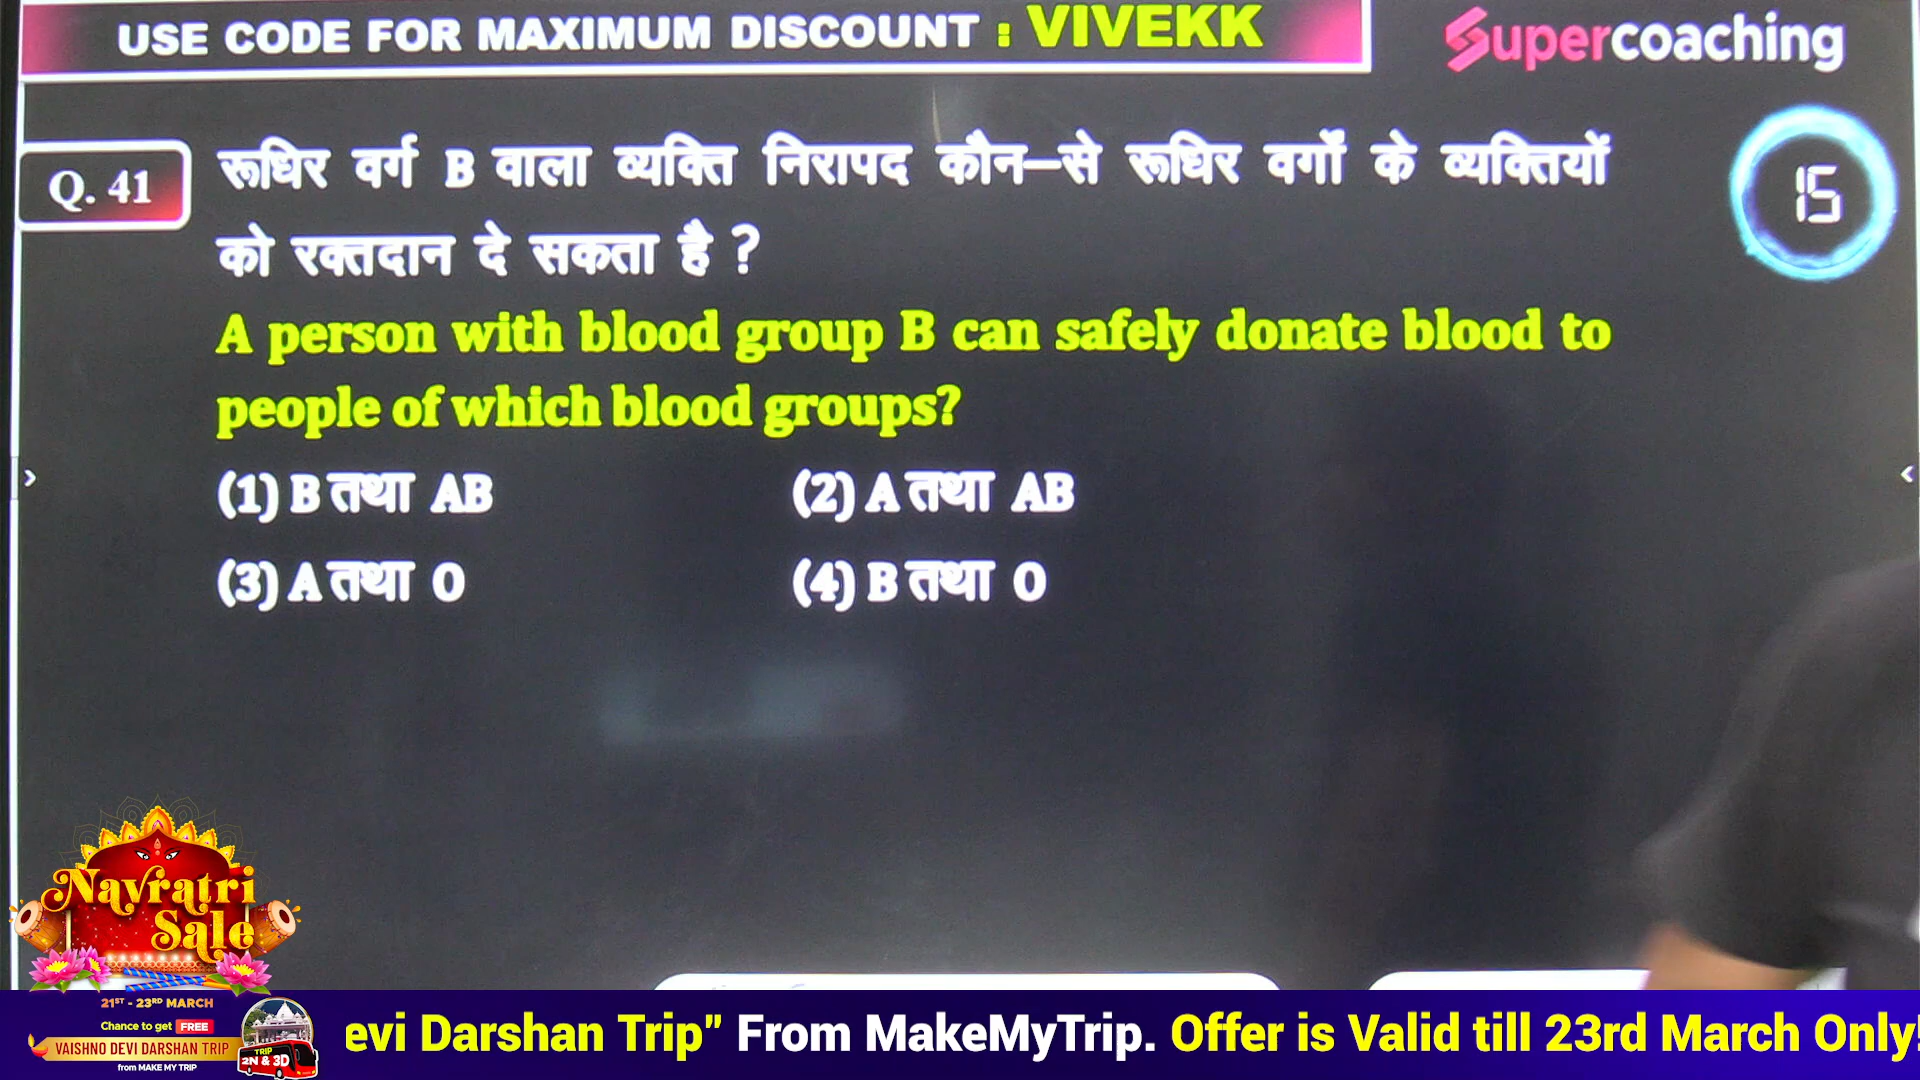 USE CODE FOR MAXIMUM DISCOUNT : VIVEKK
Supercoaching
Q. 41
रूधिर वर्ग B वाला व्यक्ति निरापद कौन–से रूधिर वर्गों के व्यक्तियों
को रक्तदान दे सकता है ?
15
A person with blood group B can safely donate blood to
people of which blood groups?
(1) B तथा AB
(2) A तथा AB
(3) A तथा O
(4) B तथा O
Navratri
Sale
21ST - 23RD MARCH
Chance to get FREE
VAISHNO DEVI DARSHAN TRIP
from MAKE MY TRIP
TRIP
2N & 3D
evi Darshan Trip” From MakeMyTrip. Offer is Valid till 23rd March Only!